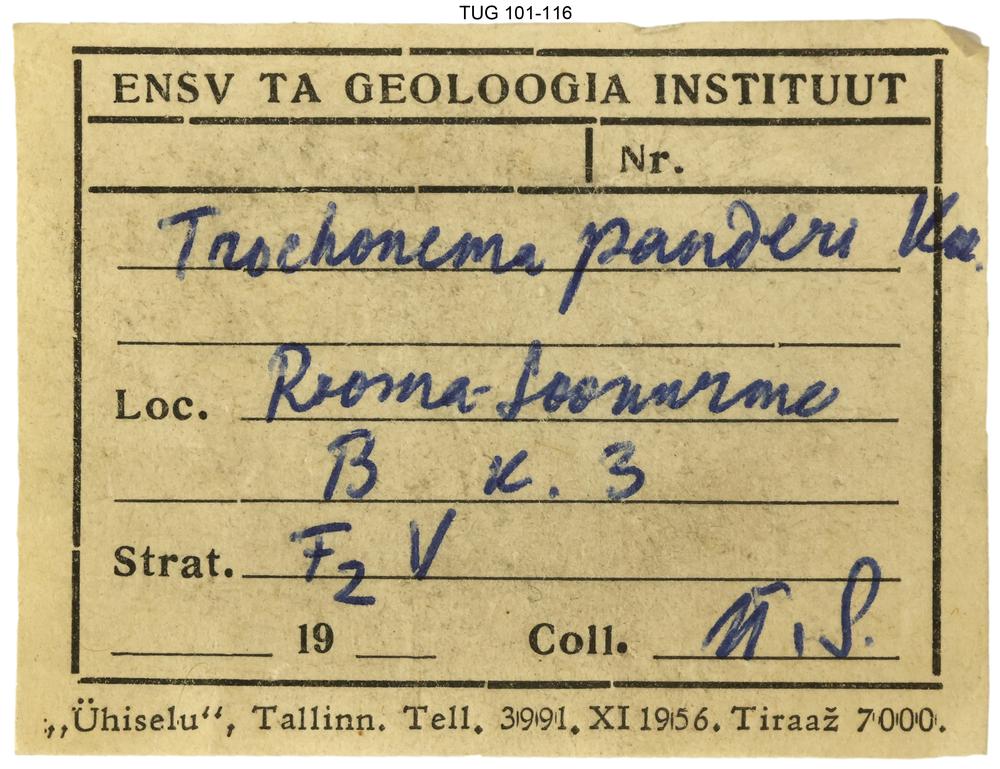 TUG 101-116
ENSV TA GEOLOOGIA INSTITUUT
Nr.
Trochonema panderi Kok.
Loc. Rooma-Soonurme
B K. 3
Strat. F2 V
19 Coll. Ü. S.
„Ühiselu“, Tallinn. Tell. 3991. XI 1956. Tiraaž 7000.